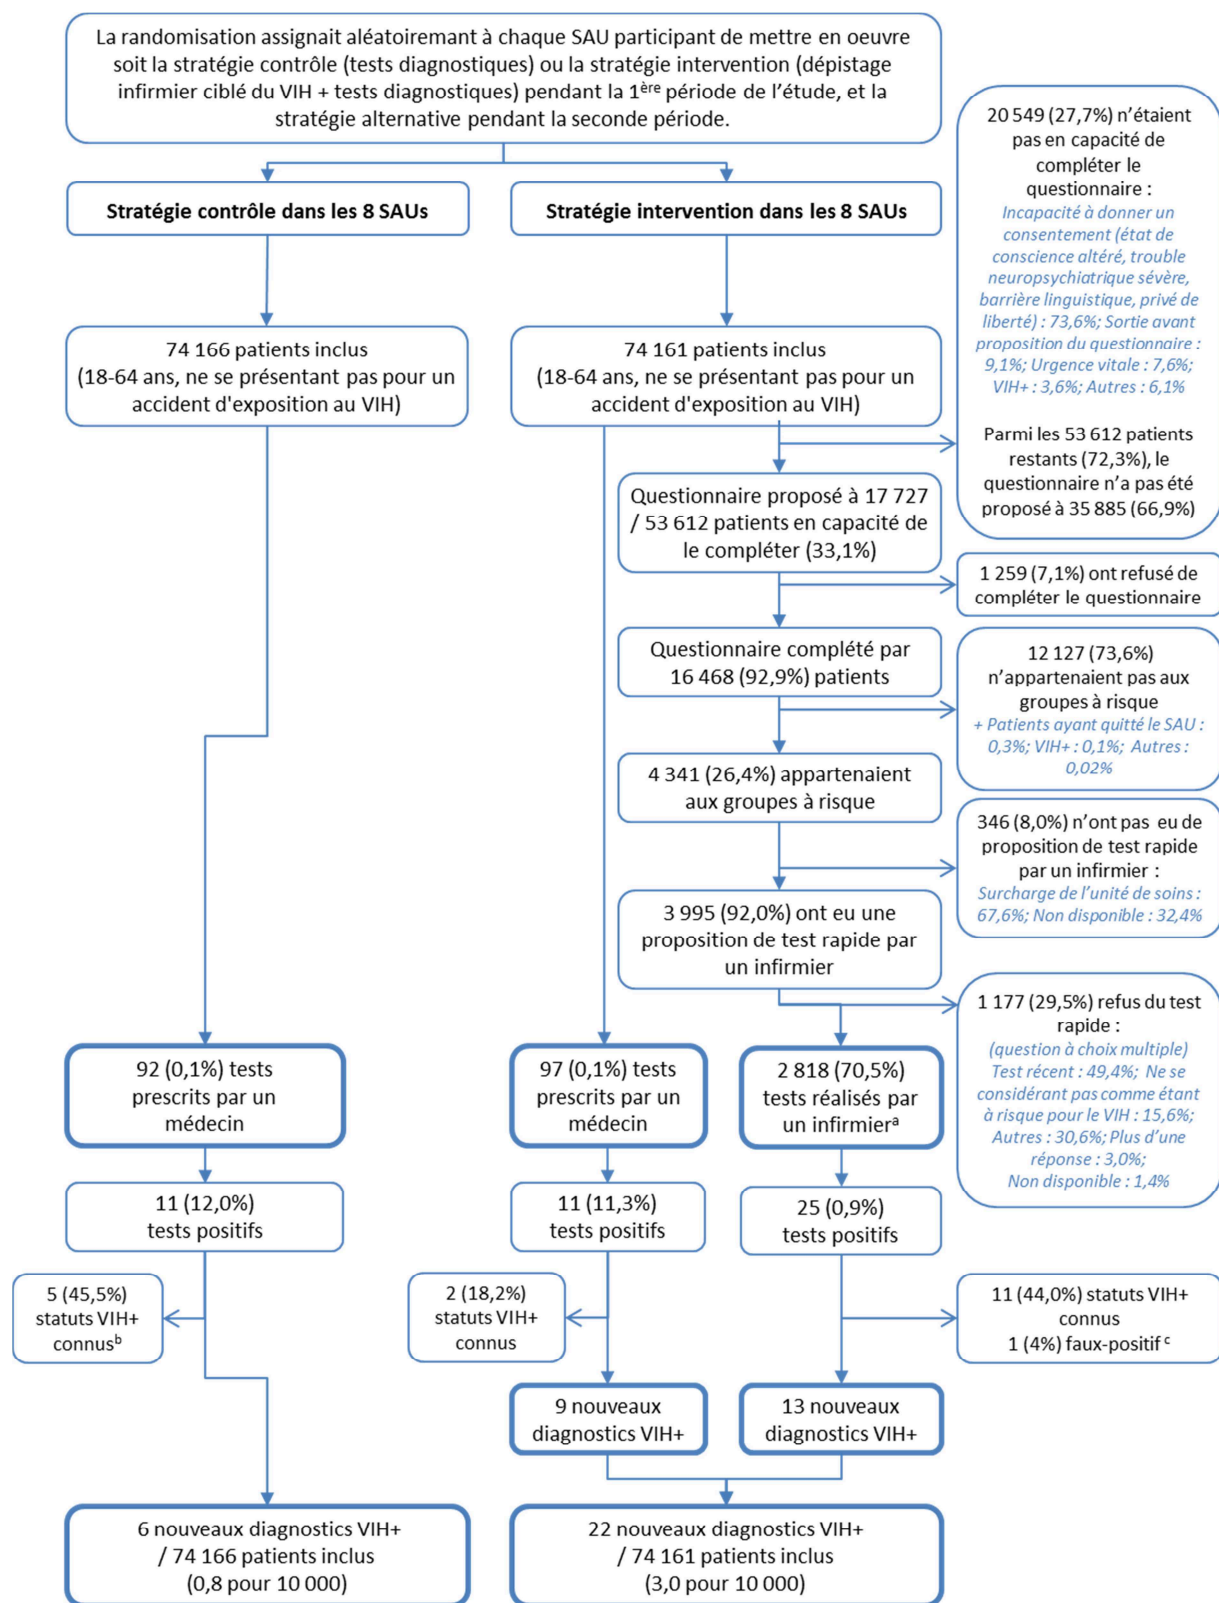 La randomisation assignait aléatoiremant à chaque SAU participant de mettre en oeuvre
soit la stratégie contrôle (tests diagnostiques) ou la stratégie intervention (dépistage
infirmier ciblé du VIH + tests diagnostiques) pendant la 1ère période de l'étude, et la
stratégie alternative pendant la seconde période.
Stratégie contrôle dans les 8 SAUs
Stratégie intervention dans les 8 SAUs
20 549 (27,7%) n'étaient
pas en capacité de
compléter le
questionnaire :
Incapacité à donner un
consentement (état de
conscience altéré, trouble
neuropsychiatrique sévère,
barrière linguistique, privé de
liberté) : 73,6%; Sortie avant
proposition du questionnaire :
9,1%; Urgence vitale : 7,6%;
VIH+ : 3,6%; Autres : 6,1%
Parmi les 53 612 patients
restants (72,3%), le
questionnaire n'a pas été
proposé à 35 885 (66,9%)
74 166 patients inclus
(18-64 ans, ne se présentant pas pour un
accident d'exposition au VIH)
74 161 patients inclus
(18-64 ans, ne se présentant pas pour un
accident d'exposition au VIH)
Questionnaire proposé à 17 727
/ 53 612 patients en capacité de
le compléter (33,1%)
1 259 (7,1%) ont refusé de
compléter le questionnaire
Questionnaire complété par
16 468 (92,9%) patients
12 127 (73,6%)
n'appartenaient pas aux
groupes à risque
+ Patients ayant quitté le SAU :
0,3%; VIH+ : 0,1%; Autres :
0,02%
4 341 (26,4%) appartenaient
aux groupes à risque
346 (8,0%) n'ont pas eu de
proposition de test rapide
par un infirmier :
Surcharge de l'unité de soins :
67,6%; Non disponible : 32,4%
3 995 (92,0%) ont eu une
proposition de test rapide par
un infirmier
1 177 (29,5%) refus du test
rapide :
(question à choix multiple)
Test récent : 49,4%; Ne se
considérant pas comme étant
à risque pour le VIH : 15,6%;
Autres : 30,6%; Plus d'une
réponse : 3,0%;
Non disponible : 1,4%
92 (0,1%) tests
prescrits par un
médecin
97 (0,1%) tests
prescrits par un
médecin
2 818 (70,5%)
tests réalisés par
un infirmierᵃ
11 (12,0%)
tests positifs
11 (11,3%)
tests positifs
25 (0,9%)
tests positifs
5 (45,5%)
statuts VIH+
connusᵇ
2 (18,2%)
statuts VIH+
connus
11 (44,0%) statuts VIH+
connus
1 (4%) faux-positif ᶜ
9 nouveaux
diagnostics VIH+
13 nouveaux
diagnostics VIH+
6 nouveaux diagnostics VIH+
/ 74 166 patients inclus
(0,8 pour 10 000)
22 nouveaux diagnostics VIH+
/ 74 161 patients inclus
(3,0 pour 10 000)